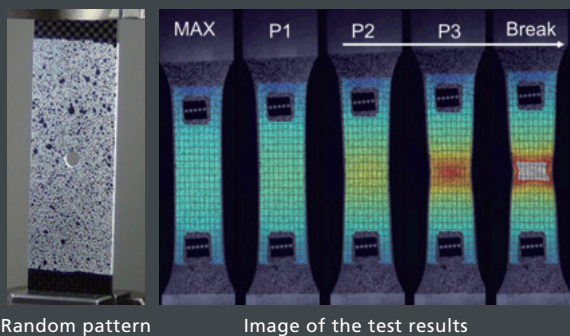 MAX P1 P2 P3 Break
Random pattern
Image of the test results